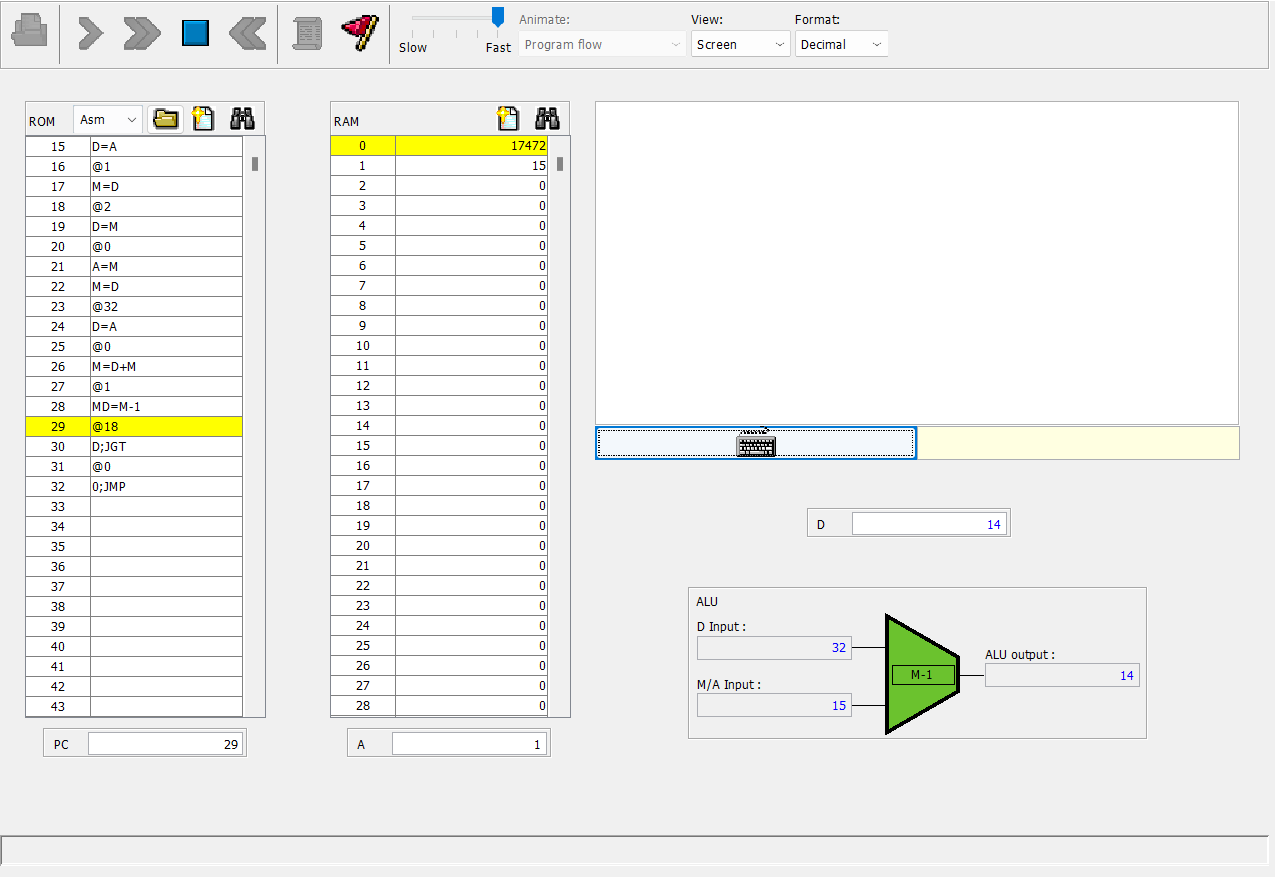 Slow
Fast
Animate:
Program flow
View:
Screen
Format:
Decimal
ROM
Asm
15 D=A
16 @1
17 M=D
18 @2
19 D=M
20 @0
21 A=M
22 M=D
23 @32
24 D=A
25 @0
26 M=D+M
27 @1
28 MD=M-1
29 @18
30 D;JGT
31 @0
32 0;JMP
33
34
35
36
37
38
39
40
41
42
43
PC 29
RAM
0 17472
1 15
2 0
3 0
4 0
5 0
6 0
7 0
8 0
9 0
10 0
11 0
12 0
13 0
14 0
15 0
16 0
17 0
18 0
19 0
20 0
21 0
22 0
23 0
24 0
25 0
26 0
27 0
28 0
A 1
D 14
ALU
D Input :
32
M/A Input :
15
M-1
ALU output :
14